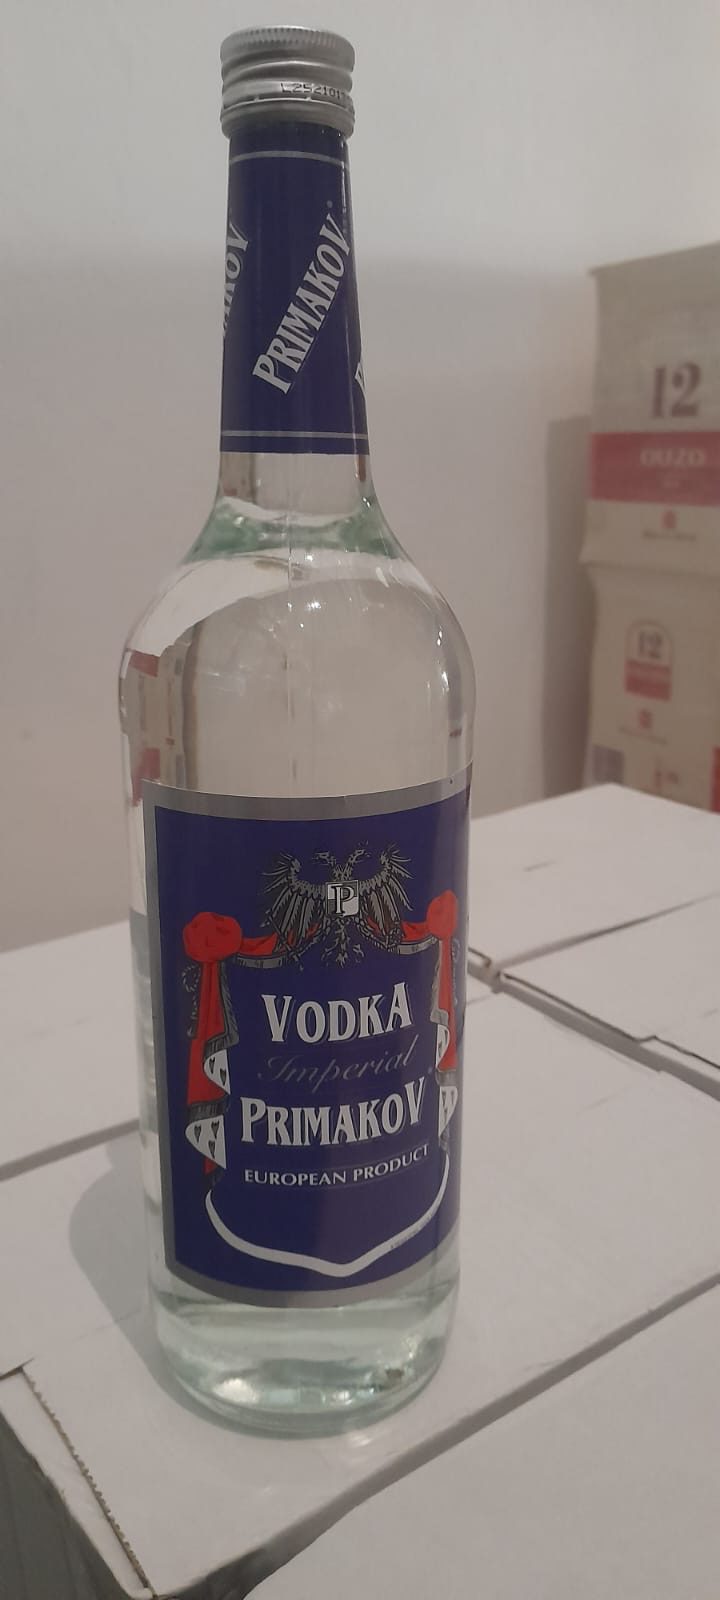 PRIMAKOV
VODKA
Imperial
PRIMAKOV
EUROPEAN PRODUCT
P
12
OUZO
12